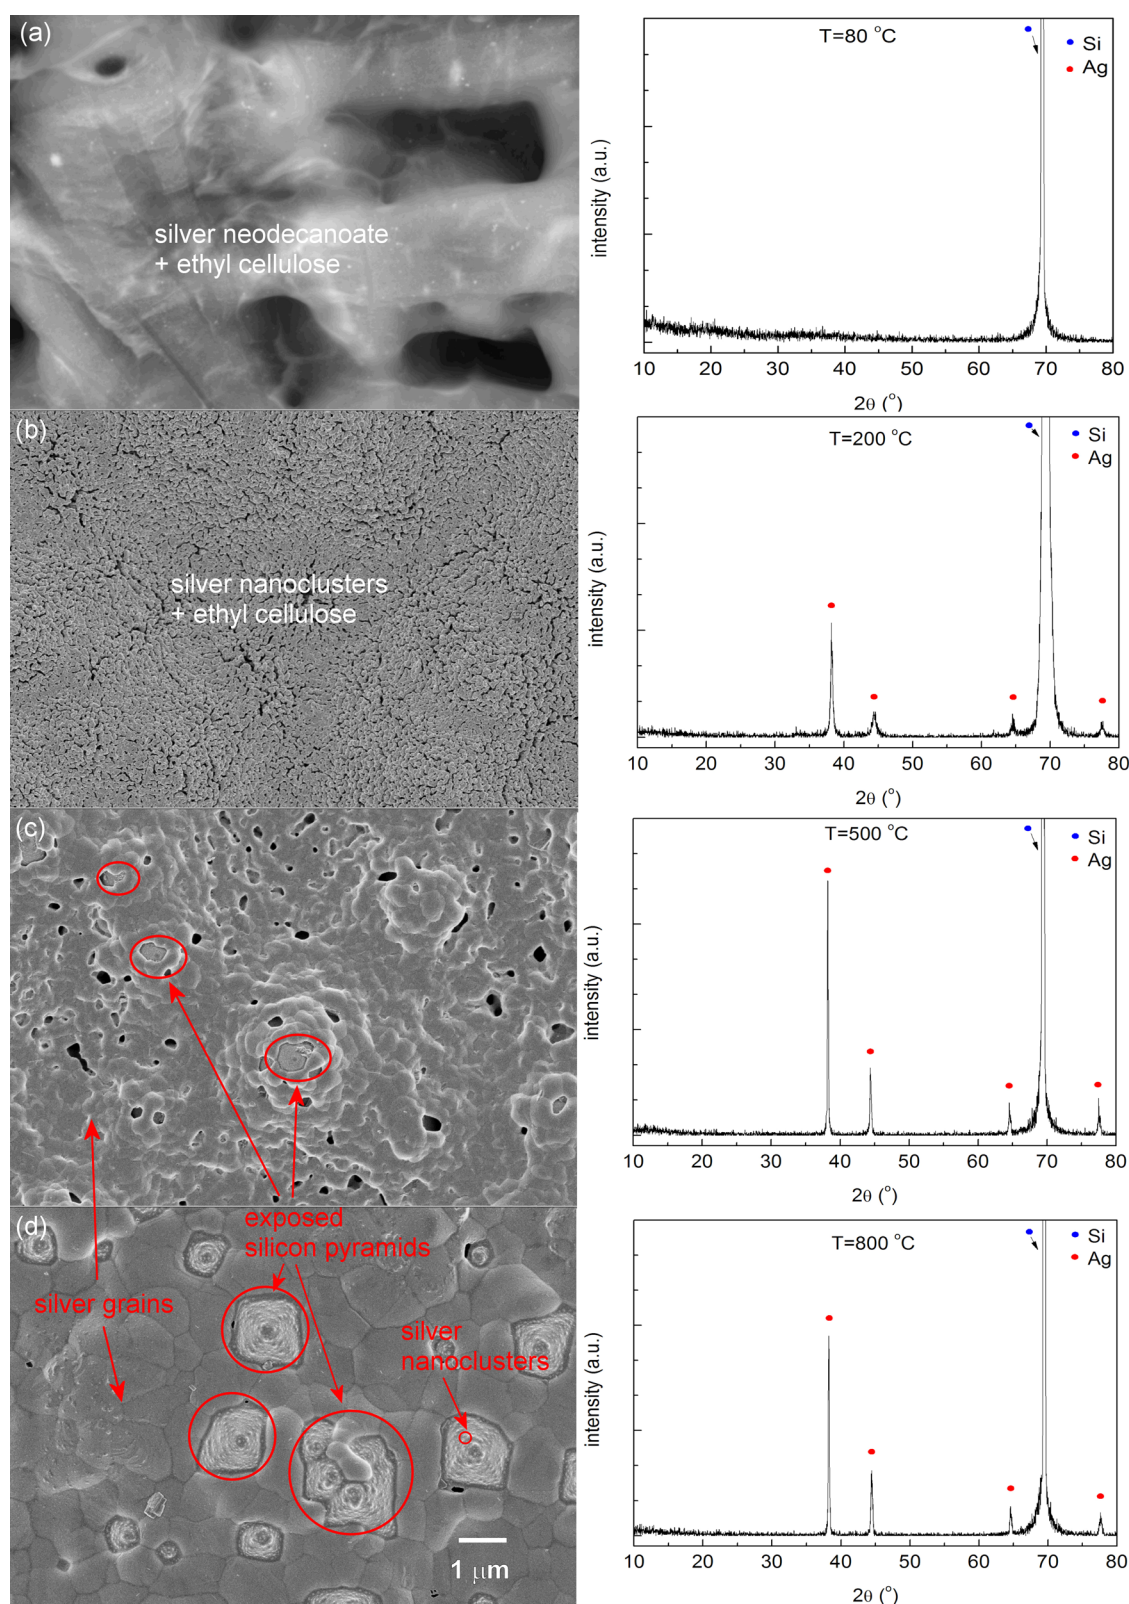 (a)
silver neodecanoate
+ ethyl cellulose
T=80 °C
Si
Ag
intensity (a.u.)
10 20 30 40 50 60 70 80
2θ (°)
(b)
silver nanoclusters
+ ethyl cellulose
T=200 °C
Si
Ag
intensity (a.u.)
10 20 30 40 50 60 70 80
2θ (°)
(c)
T=500 °C
Si
Ag
intensity (a.u.)
10 20 30 40 50 60 70 80
2θ (°)
(d)
exposed
silicon pyramids
silver grains
silver
nanoclusters
1 μm
T=800 °C
Si
Ag
intensity (a.u.)
10 20 30 40 50 60 70 80
2θ (°)